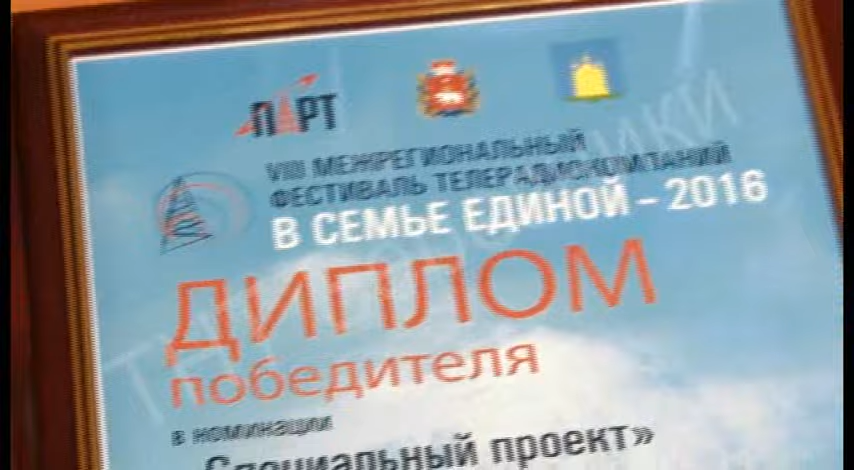 ПАРТ
VIII МЕЖРЕГИОНАЛЬНЫЙ
ФЕСТИВАЛЬ ТЕЛЕРАДИОКОМПАНИЙ
В СЕМЬЕ ЕДИНОЙ - 2016
ДИПЛОМ
победителя
в номинации
Специальный проект»